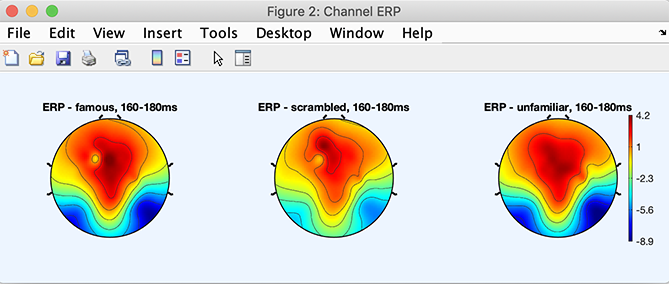 Figure 2: Channel ERP
File Edit View Insert Tools Desktop Window Help
ERP - famous, 160-180ms
ERP - scrambled, 160-180ms
ERP - unfamiliar, 160-180ms
4.2
1
-2.3
-5.6
-8.9